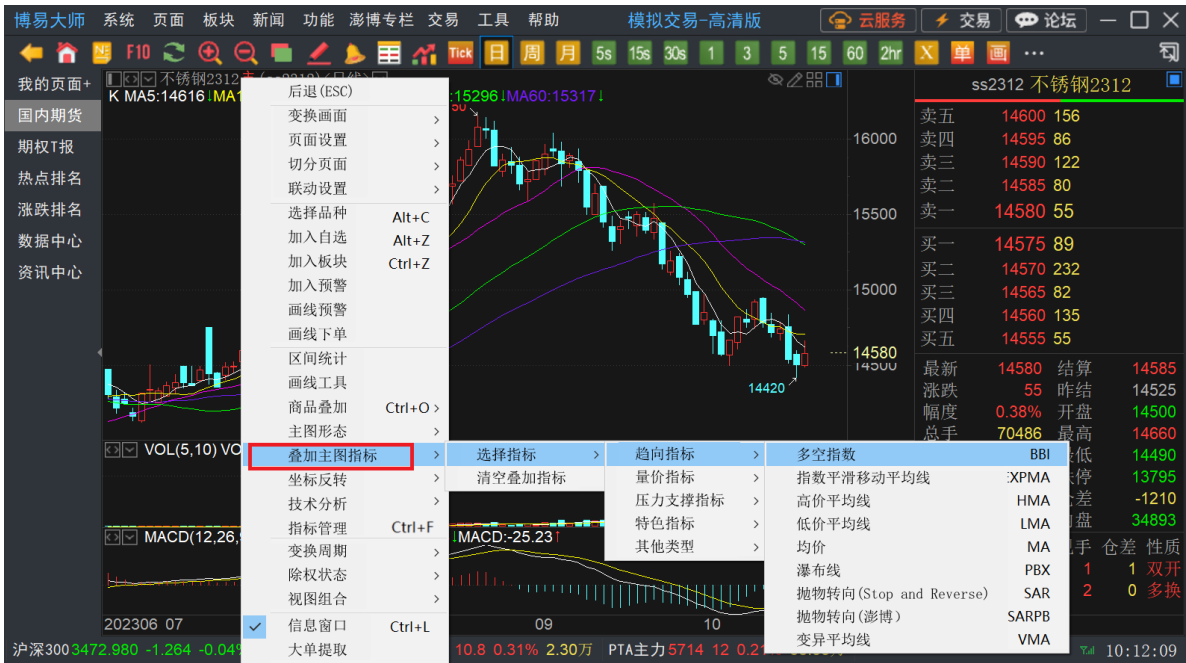 博易大师 系统 页面 板块 新闻 功能 澎博专栏 交易 工具 帮助 模拟交易-高清版 云服务 交易 论坛
F10 Tick 日 周 月 5s 15s 30s 1 3 5 15 60 2hr X 单 画 ···
我的页面+
国内期货
期权T报
热点排名
涨跌排名
数据中心
资讯中心
不锈钢2312
K MA5:14616↓MA1
:15296↓MA60:15317↓
16000
15500
15000
14580
14500
14420
VOL(5,10) VO
MACD(12,26,
↓MACD:-25.23↑
202306 07
09
10
后退(ESC)
变换画面
页面设置
切分页面
联动设置
选择品种 Alt+C
加入自选 Alt+Z
加入板块 Ctrl+Z
加入预警
画线预警
画线下单
区间统计
画线工具
商品叠加 Ctrl+O
主图形态
叠加主图指标
坐标反转
技术分析
指标管理 Ctrl+F
变换周期
除权状态
视图组合
信息窗口 Ctrl+L
大单提取
选择指标
清空叠加指标
趋向指标
量价指标
压力支撑指标
特色指标
其他类型
多空指数 BBI
指数平滑移动平均线 XPMA
高价平均线 HMA
低价平均线 LMA
均价 MA
瀑布线 PBX
抛物转向(Stop and Reverse) SAR
抛物转向(澎博) SARPB
变异平均线 VMA
ss2312 不锈钢2312
卖五 14600 156
卖四 14595 86
卖三 14590 122
卖二 14585 80
卖一 14580 55
买一 14575 89
买二 14570 232
买三 14565 82
买四 14560 135
买五 14555 55
最新 14580 结算 14585
涨跌 55 昨结 14525
幅度 0.38% 开盘 14500
总手 70486 最高 14660
低 14490
停 13795
差 -1210
盘 34893
手 仓差 性质
1 1 双开
2 0 多换
沪深300 3472.980 -1.264 -0.04%
10.8 0.31% 2.30万 PTA主力 5714 12 0.2
10:12:09